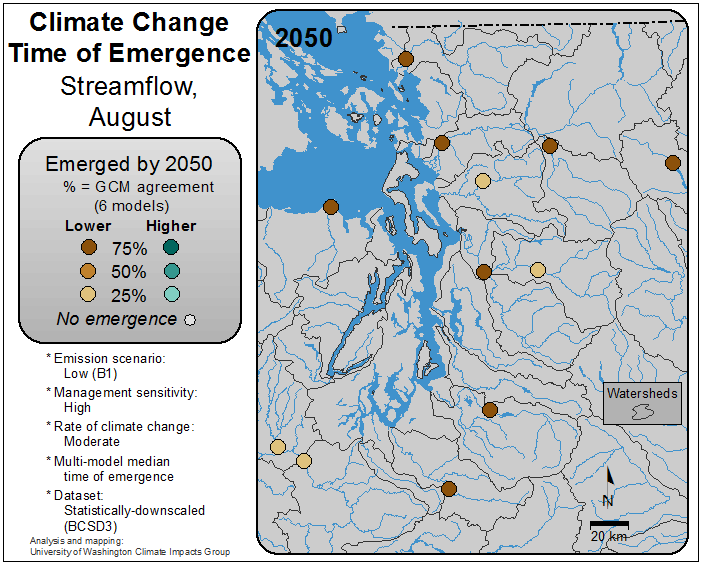 Climate Change
Time of Emergence
Streamflow,
August
Emerged by 2050
% = GCM agreement
(6 models)
Lower Higher
75%
50%
25%
No emergence
* Emission scenario:
Low (B1)
* Management sensitivity:
High
* Rate of climate change:
Moderate
* Multi-model median
time of emergence
* Dataset:
Statistically-downscaled
(BCSD3)
Analysis and mapping:
University of Washington Climate Impacts Group
2050
Watersheds
N
20 km